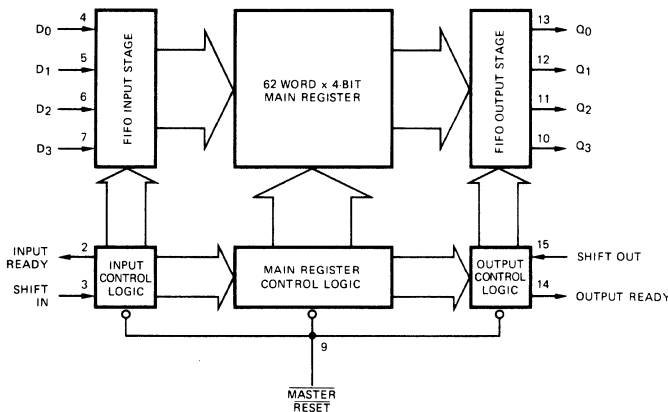 D0
4
D1
5
D2
6
D3
7
FIFO INPUT STAGE
62 WORD x 4-BIT
MAIN REGISTER
FIFO OUTPUT STAGE
13
Q0
12
Q1
11
Q2
10
Q3
INPUT
READY
2
SHIFT
IN
3
INPUT
CONTROL
LOGIC
MAIN REGISTER
CONTROL LOGIC
OUTPUT
CONTROL
LOGIC
15
SHIFT OUT
14
OUTPUT READY
9
MASTER
RESET